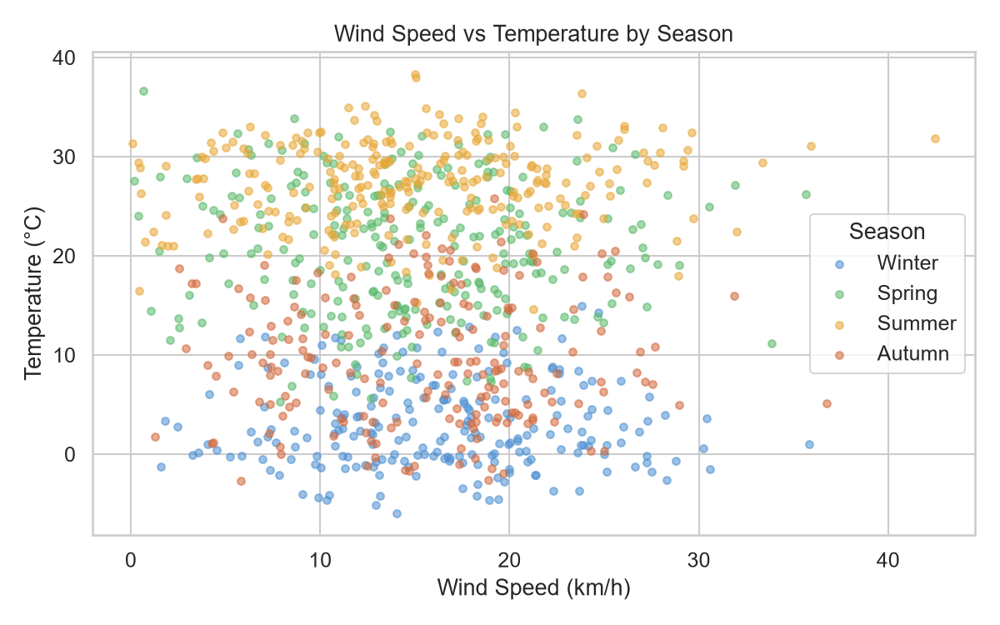 Wind Speed vs Temperature by Season
40
30
20
10
0
Temperature (°C)
Season
Winter
Spring
Summer
Autumn
0 10 20 30 40
Wind Speed (km/h)